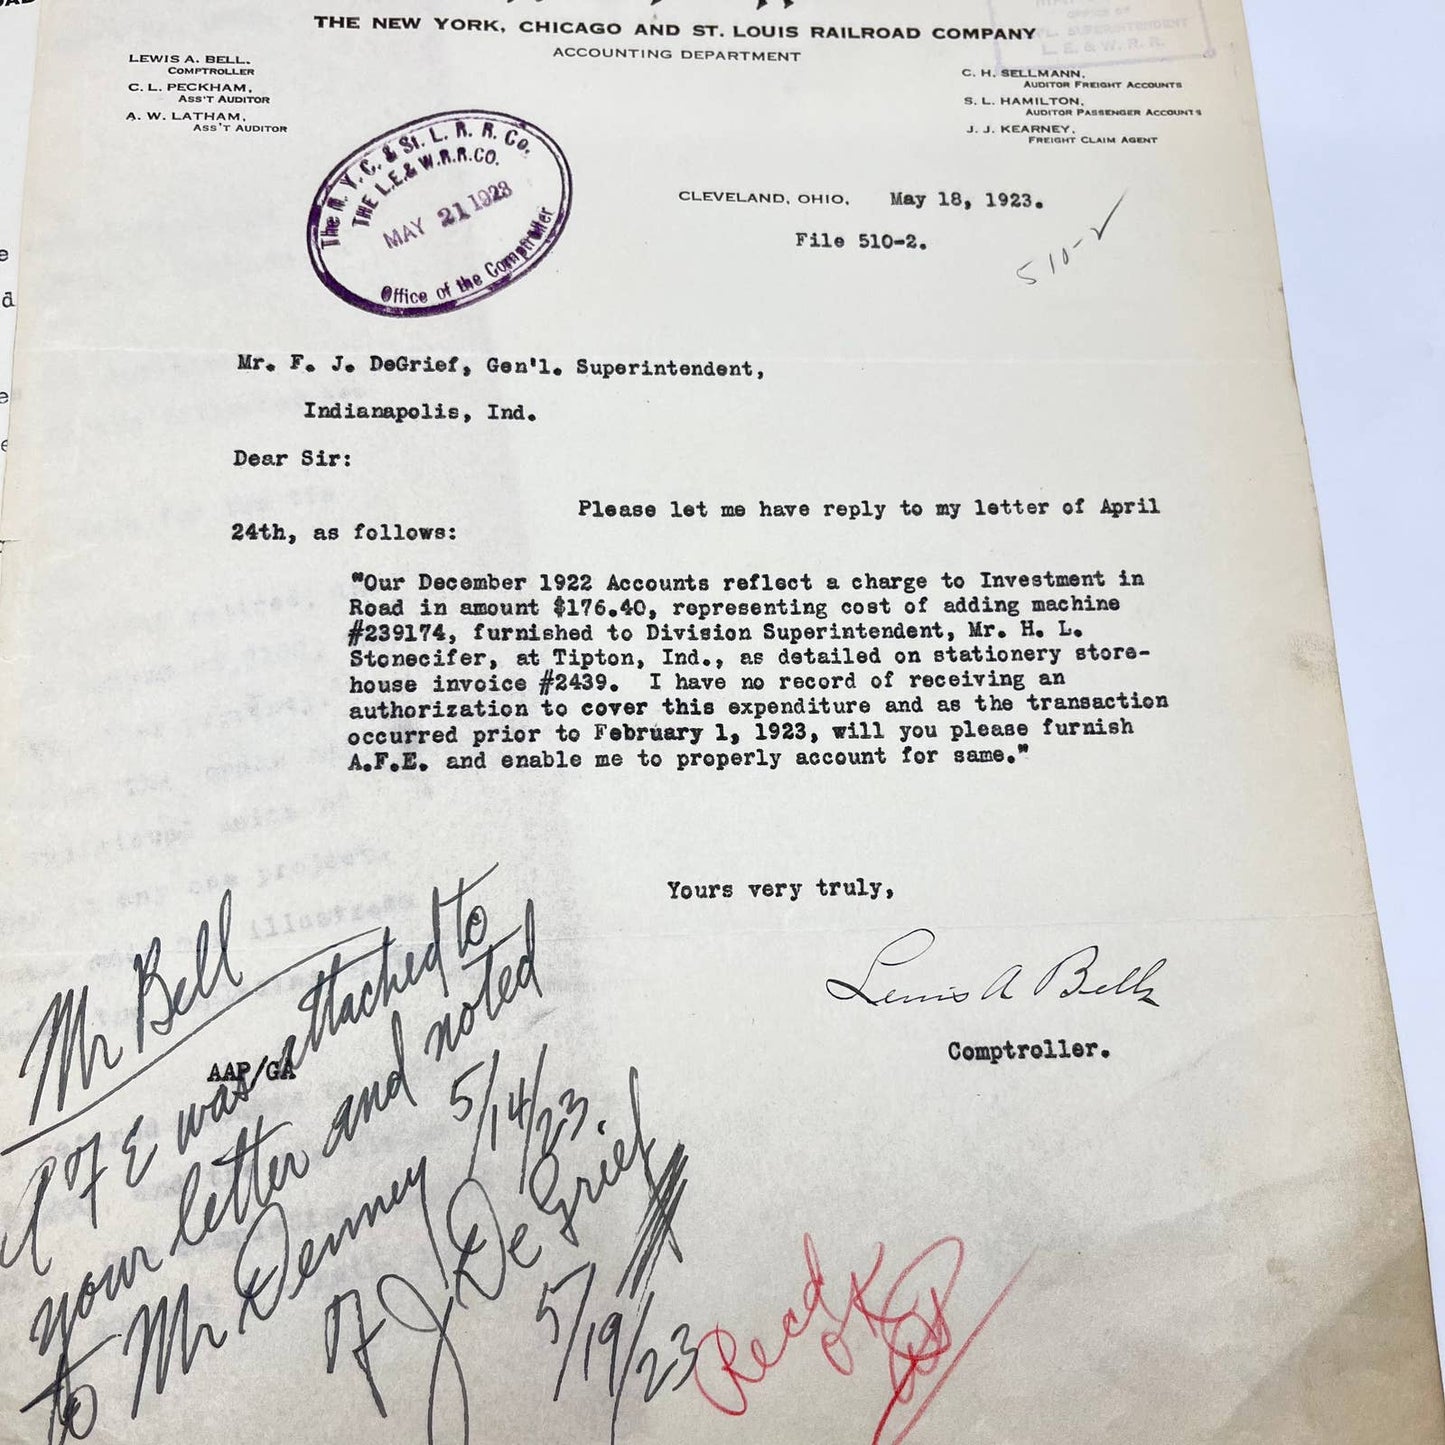 THE NEW YORK, CHICAGO AND ST. LOUIS RAILROAD COMPANY
ACCOUNTING DEPARTMENT
LEWIS A. BELL,
COMPTROLLER
C. L. PECKHAM,
ASS'T AUDITOR
A. W. LATHAM,
ASS'T AUDITOR
OFFICE OF
SUPERINTENDENT
L. E. & W. R. R.
C. H. SELLMANN,
AUDITOR FREIGHT ACCOUNTS
S. L. HAMILTON,
AUDITOR PASSENGER ACCOUNTS
J. J. KEARNEY,
FREIGHT CLAIM AGENT
The N. Y. C. & St. L. R. R. Co.
THE L.E.& W.R.R.CO.
MAY 21 1923
Office of the Comptroller
CLEVELAND, OHIO, May 18, 1923.
File 510-2.
510-2
Mr. F. J. DeGrief, Gen'l. Superintendent,
Indianapolis, Ind.
Dear Sir:
Please let me have reply to my letter of April
24th, as follows:
"Our December 1922 Accounts reflect a charge to Investment in
Road in amount $176.40, representing cost of adding machine
#239174, furnished to Division Superintendent, Mr. H. L.
Stonecifer, at Tipton, Ind., as detailed on stationery store-
house invoice #2439. I have no record of receiving an
authorization to cover this expenditure and as the transaction
occurred prior to February 1, 1923, will you please furnish
A.F.E. and enable me to properly account for same."
Yours very truly,
Lewis A Bell
Comptroller.
AAP/GA
Mr Bell
A F E was attached to
your letter and noted
to Mr Denney 5/14/23.
F J DeGrief
5/19/23
Recd
OK